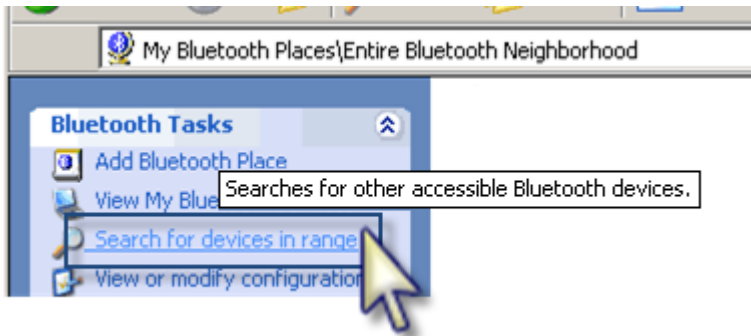 My Bluetooth Places\Entire Bluetooth Neighborhood
Bluetooth Tasks
Add Bluetooth Place
Searches for other accessible Bluetooth devices.
View My Blue
Search for devices in range
View or modify configuration